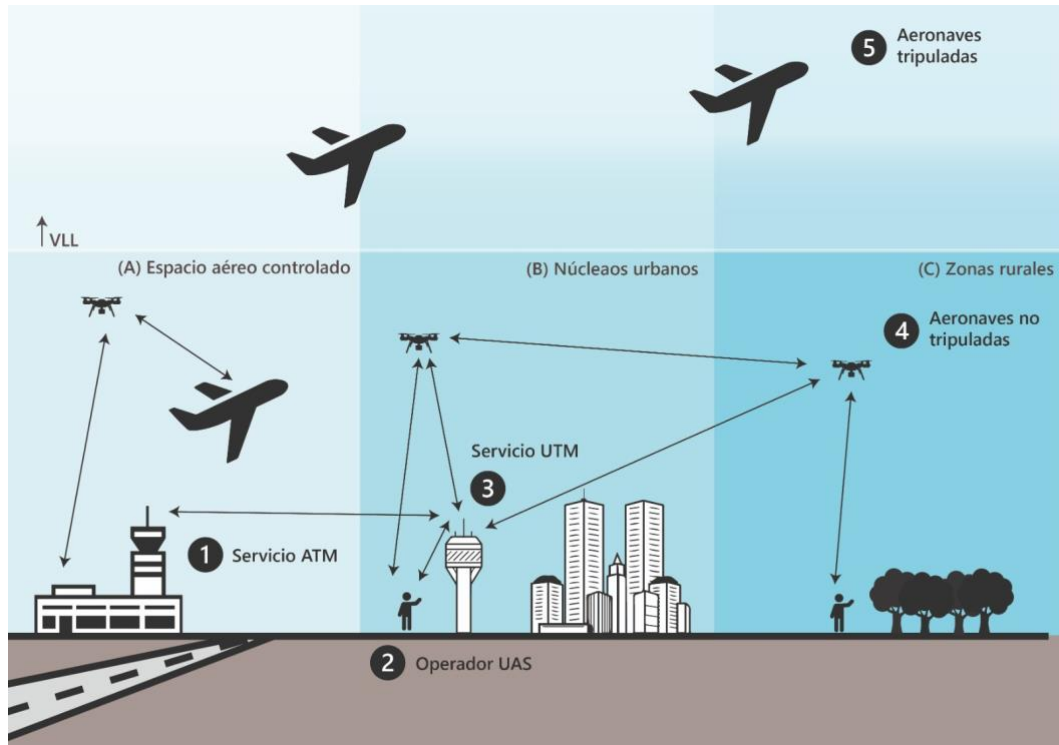 5
Aeronaves
tripuladas
VLL
(A) Espacio aéreo controlado
(B) Núcleaos urbanos
(C) Zonas rurales
4
Aeronaves no
tripuladas
Servicio UTM
3
1
Servicio ATM
2
Operador UAS